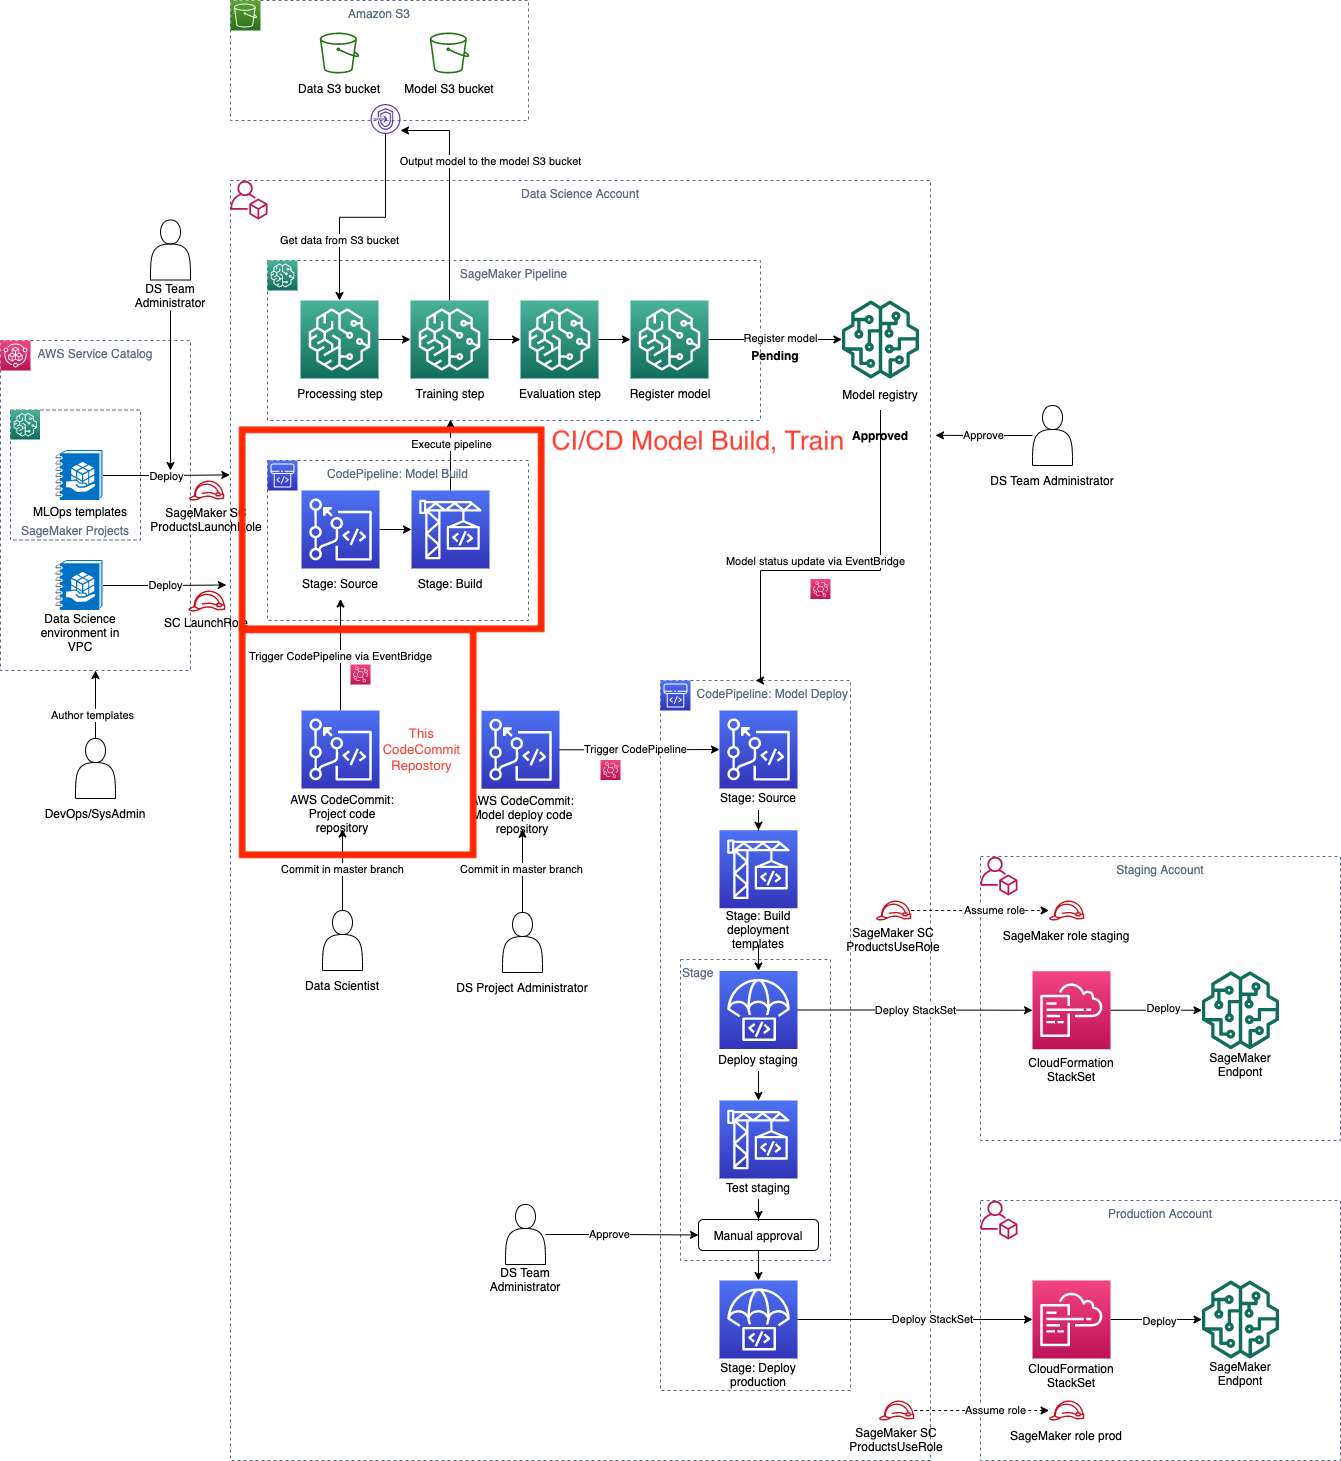 Amazon S3
Data S3 bucket
Model S3 bucket
Output model to the model S3 bucket
Data Science Account
Get data from S3 bucket
DS Team
Administrator
SageMaker Pipeline
Processing step
Training step
Evaluation step
Register model
Register model
Pending
Model registry
AWS Service Catalog
MLOps templates
SageMaker Projects
Deploy
SageMaker SC
ProductsLaunchRole
Data Science
environment in
VPC
Deploy
SC LaunchRole
Author templates
DevOps/SysAdmin
Execute pipeline
CI/CD Model Build, Train
Approved
Approve
DS Team Administrator
CodePipeline: Model Build
Stage: Source
Stage: Build
Model status update via EventBridge
Trigger CodePipeline via EventBridge
This
CodeCommit
Repostory
AWS CodeCommit:
Project code
repository
Commit in master branch
Data Scientist
AWS CodeCommit:
Model deploy code
repository
Commit in master branch
DS Project Administrator
Trigger CodePipeline
CodePipeline: Model Deploy
Stage: Source
Stage: Build
deployment
templates
Stage
Deploy staging
Test staging
Manual approval
Approve
DS Team
Administrator
Stage: Deploy
production
SageMaker SC
ProductsUseRole
Assume role
Staging Account
SageMaker role staging
Deploy StackSet
CloudFormation
StackSet
Deploy
SageMaker
Endpont
Production Account
Deploy StackSet
CloudFormation
StackSet
Deploy
SageMaker
Endpont
SageMaker SC
ProductsUseRole
Assume role
SageMaker role prod